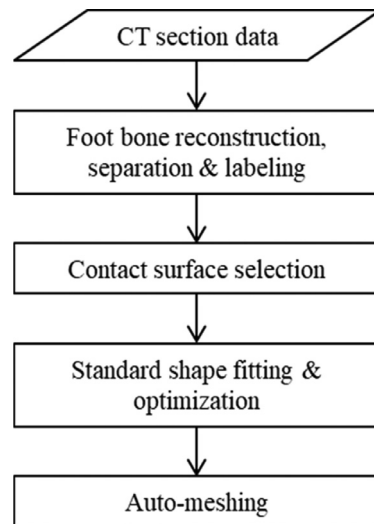 CT section data
Foot bone reconstruction,
separation & labeling
Contact surface selection
Standard shape fitting &
optimization
Auto-meshing